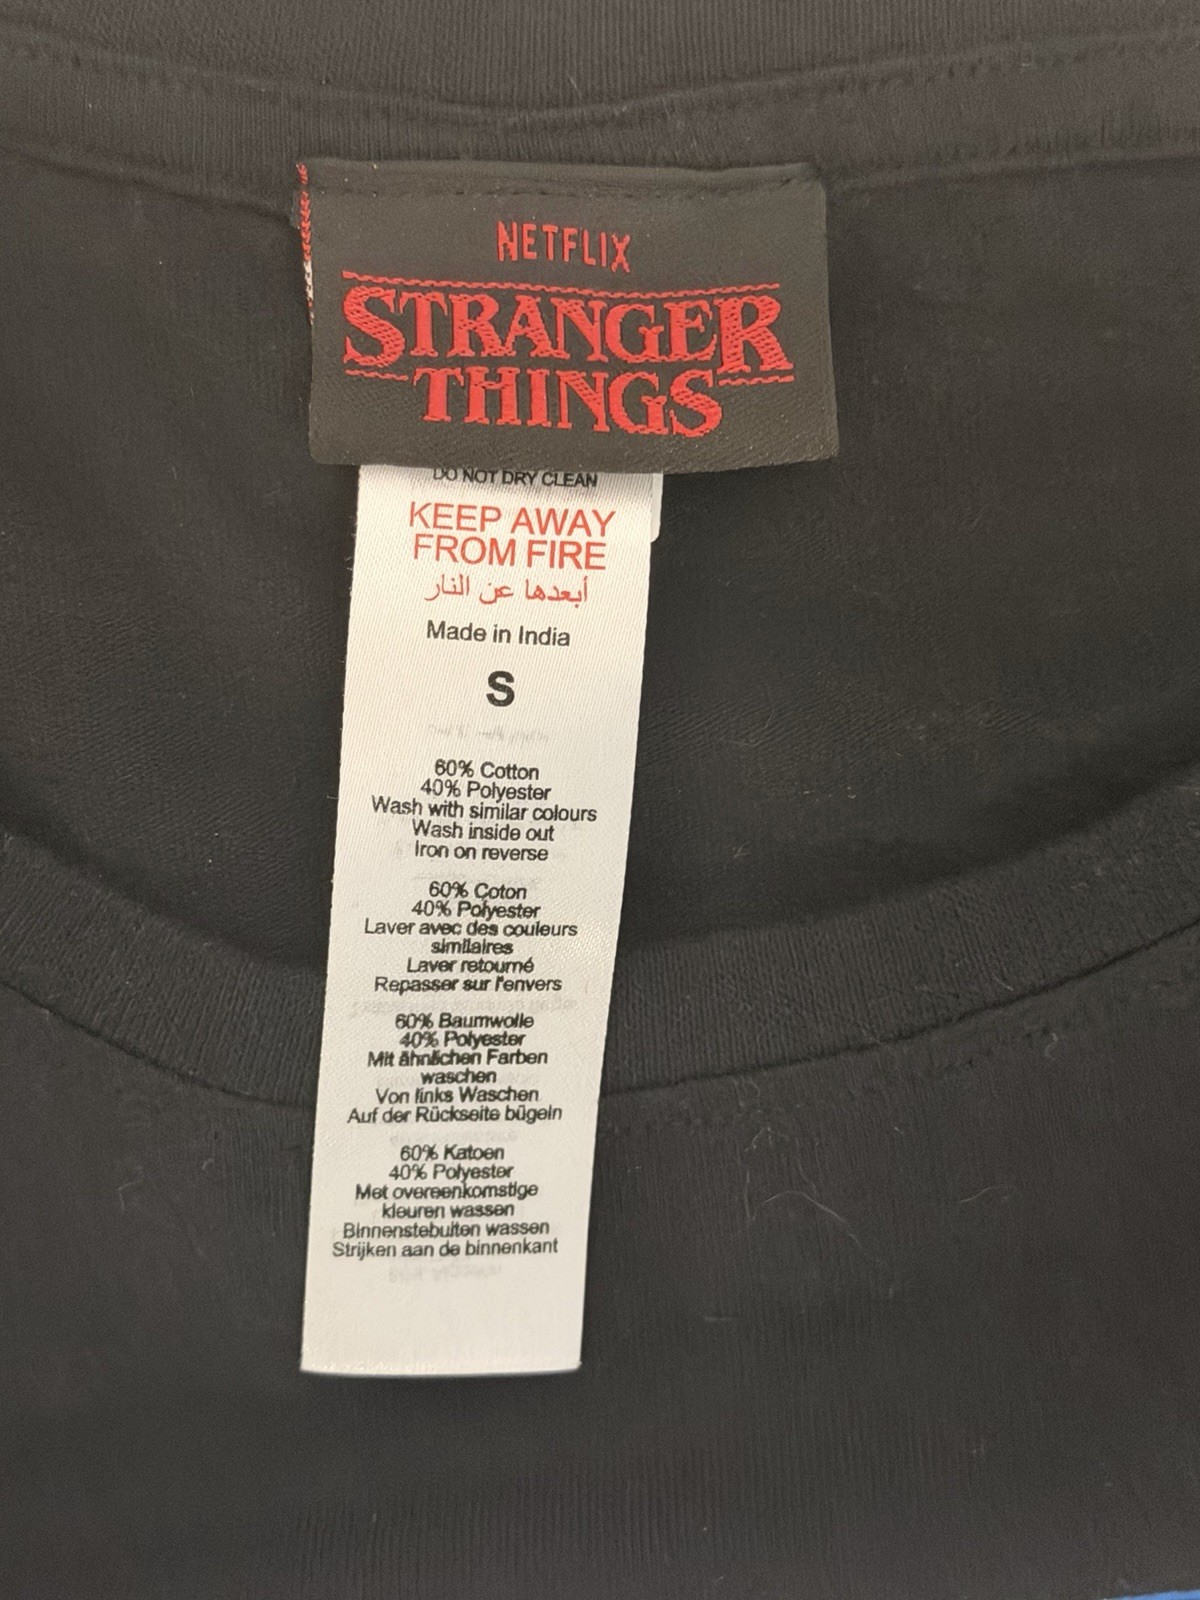 NETFLIX
STRANGER
THINGS
DO NOT DRY CLEAN
KEEP AWAY
FROM FIRE
أبعدها عن النار
Made in India
S
60% Cotton
40% Polyester
Wash with similar colours
Wash inside out
Iron on reverse
60% Coton
40% Polyester
Laver avec des couleurs
similaires
Laver retourné
Repasser sur l'envers
60% Baumwolle
40% Polyester
Mit ähnlichen Farben
waschen
Von links Waschen
Auf der Rückseite bügeln
60% Katoen
40% Polyester
Met overeenkomstige
kleuren wassen
Binnenstebuiten wassen
Strijken aan de binnenkant